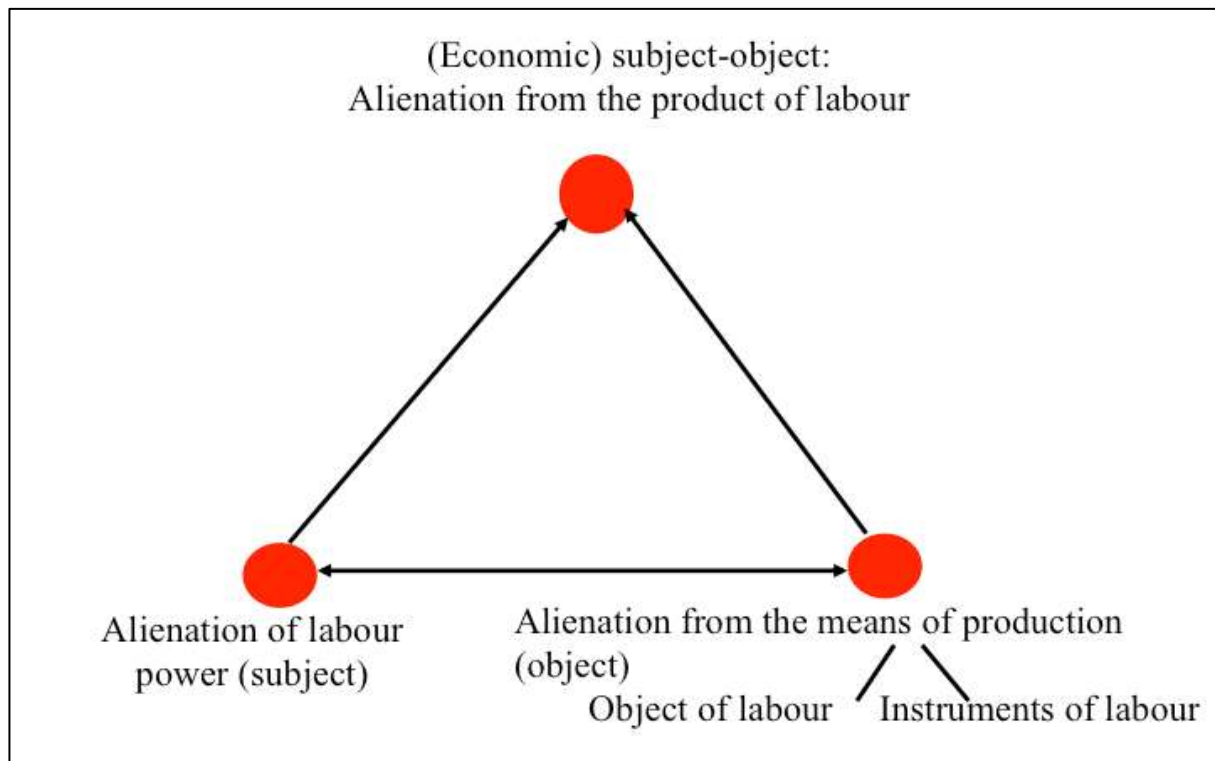 (Economic) subject-object:
Alienation from the product of labour
Alienation of labour
power (subject)
Alienation from the means of production
(object)
Object of labour
Instruments of labour